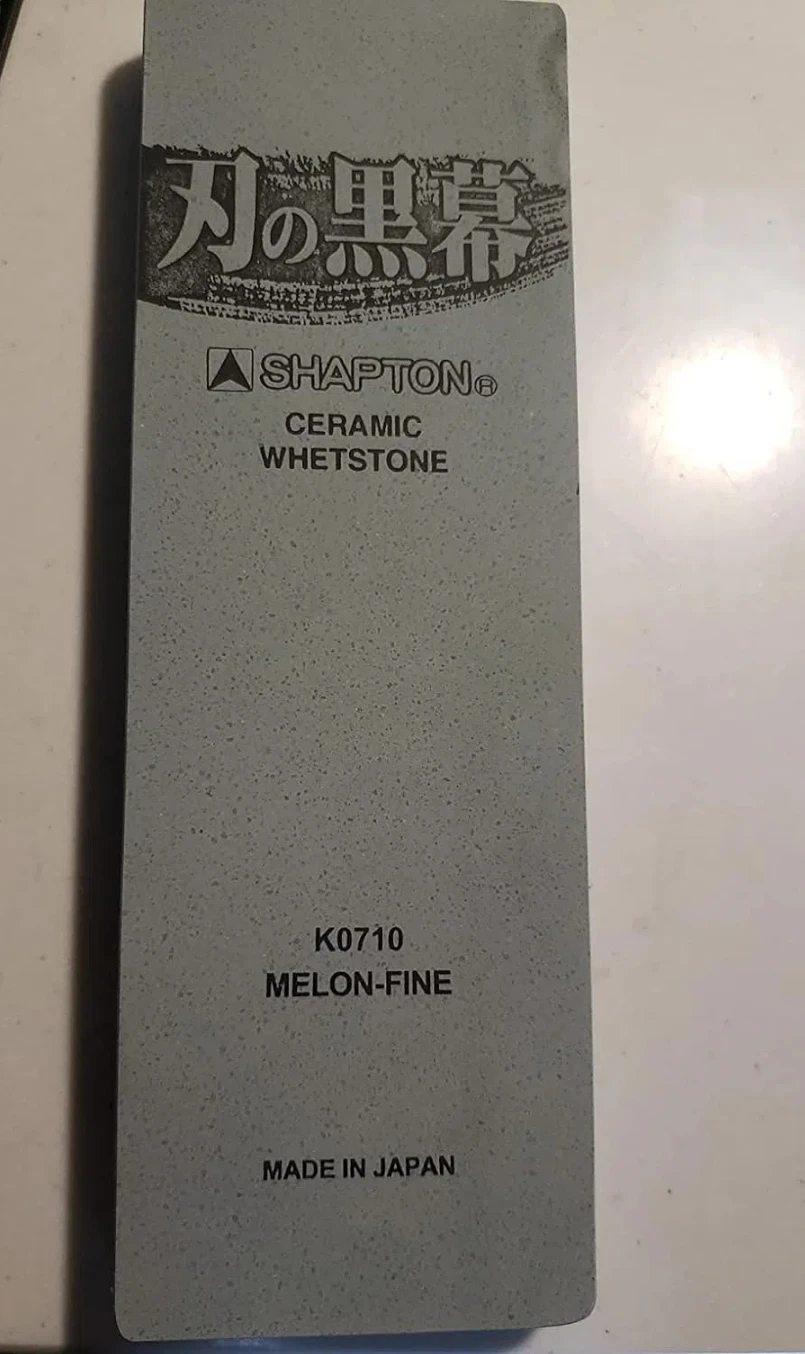 刃の黒幕
SHAPTON®
CERAMIC
WHETSTONE
K0710
MELON-FINE
MADE IN JAPAN